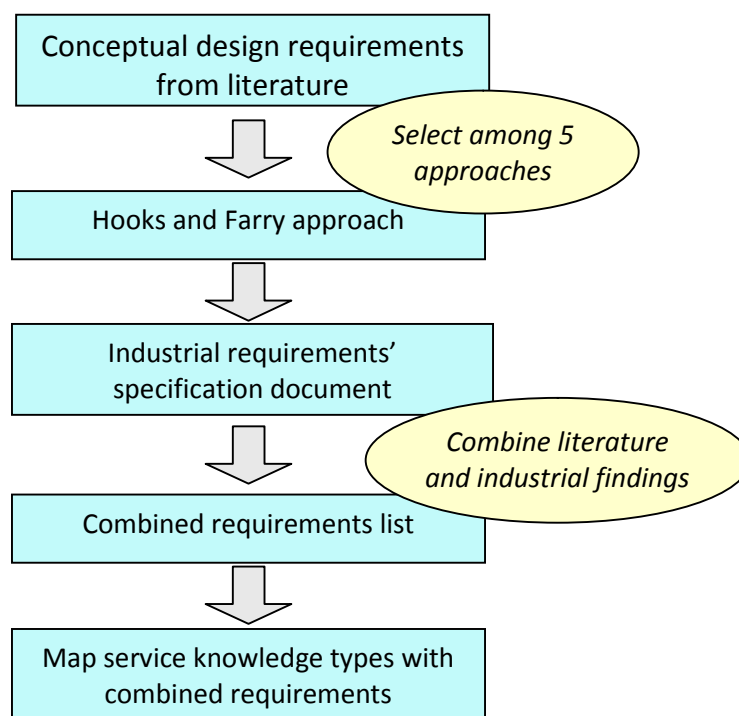 Conceptual design requirements
from literature
Select among 5
approaches
Hooks and Farry approach
Industrial requirements’
specification document
Combine literature
and industrial findings
Combined requirements list
Map service knowledge types with
combined requirements